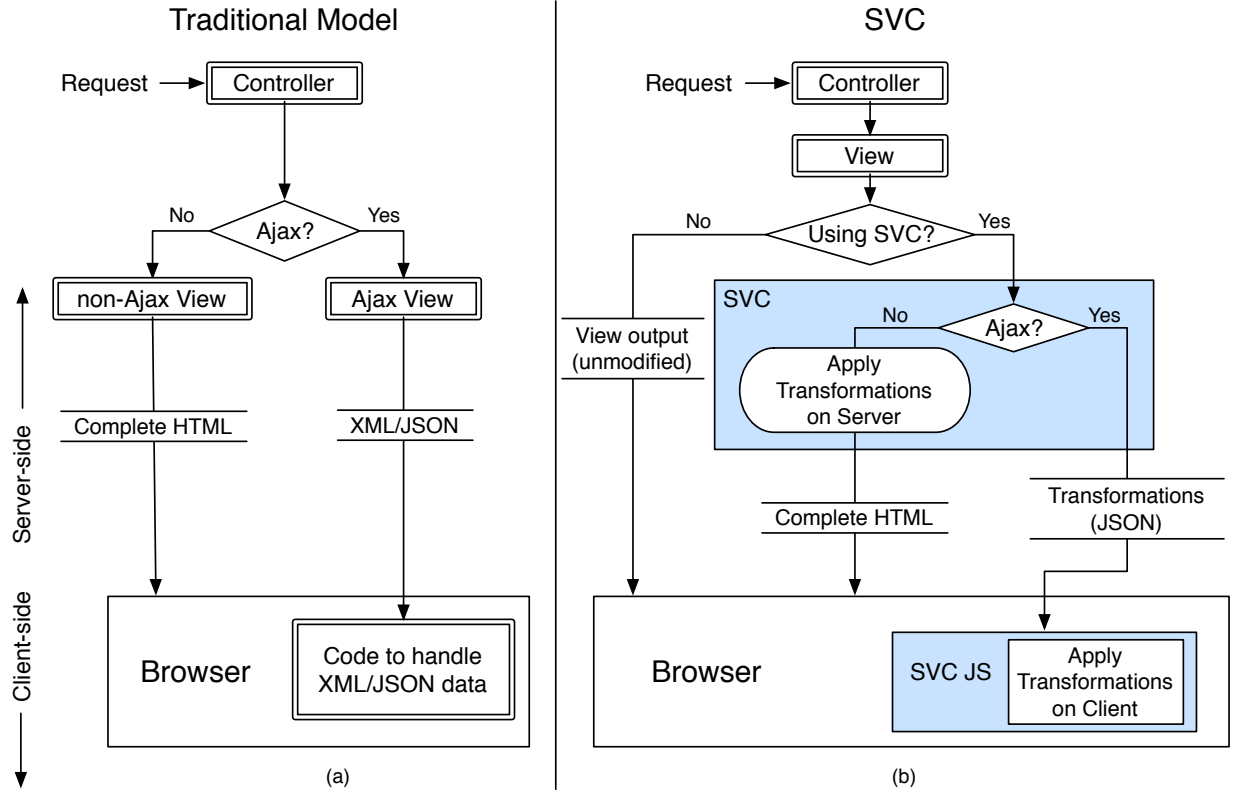 Traditional Model
Request
Controller
Ajax?
No
Yes
non-Ajax View
Ajax View
Complete HTML
XML/JSON
Server-side
Client-side
Browser
Code to handle
XML/JSON data
(a)
SVC
Request
Controller
View
Using SVC?
No
Yes
SVC
Ajax?
No
Yes
View output
(unmodified)
Apply
Transformations
on Server
Complete HTML
Transformations
(JSON)
Browser
SVC JS
Apply
Transformations
on Client
(b)